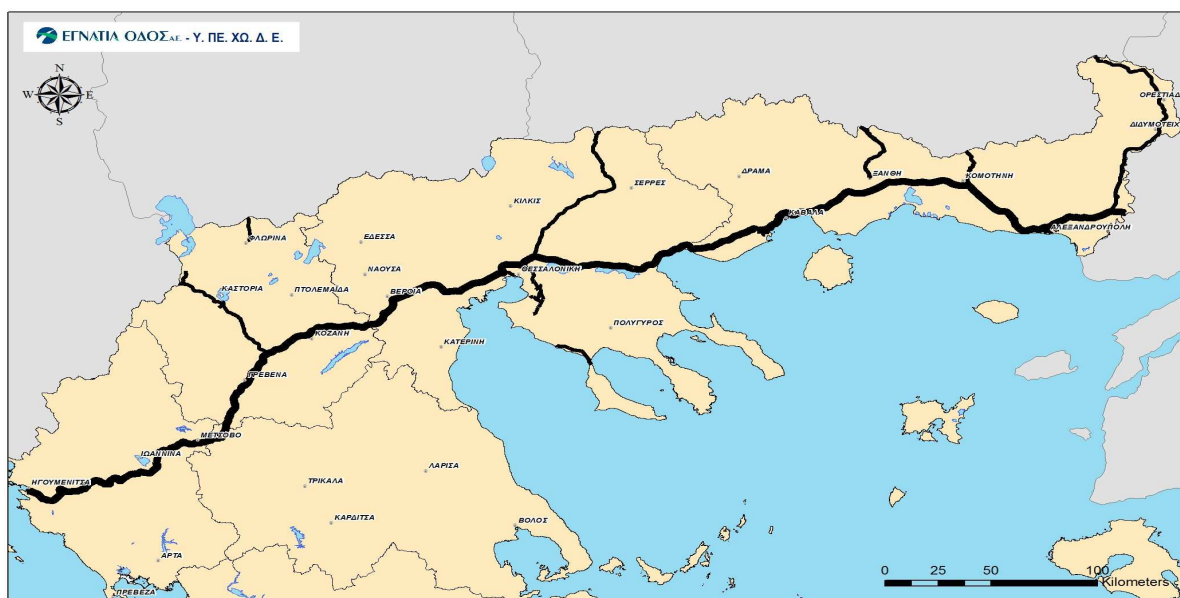 ΕΓΝΑΤΙΑ ΟΔΟΣ Α.Ε. - Υ. ΠΕ. ΧΩ. Δ. Ε.
N
W E
S
ΟΡΕΣΤΙΑΔ
ΔΙΔΥΜΟΤΕΙΧ
ΞΑΝΘΗ
ΚΟΜΟΤΗΝΗ
ΔΡΑΜΑ
ΣΕΡΡΕΣ
ΚΙΛΚΙΣ
ΚΑΒΑΛΑ
ΑΛΕΞΑΝΔΡΟΥΠΟΛΗ
ΦΛΩΡΙΝΑ
ΕΔΕΣΣΑ
ΝΑΟΥΣΑ
ΘΕΣΣΑΛΟΝΙΚΗ
ΚΑΣΤΟΡΙΑ
ΠΤΟΛΕΜΑΪΔΑ
ΒΕΡΟΙΑ
ΠΟΛΥΓΥΡΟΣ
ΚΟΖΑΝΗ
ΚΑΤΕΡΙΝΗ
ΓΡΕΒΕΝΑ
ΜΕΤΣΟΒΟ
ΙΩΑΝΝΙΝΑ
ΗΓΟΥΜΕΝΙΤΣΑ
ΛΑΡΙΣΑ
ΤΡΙΚΑΛΑ
ΚΑΡΔΙΤΣΑ
ΒΟΛΟΣ
ΑΡΤΑ
ΠΡΕΒΕΖΑ
0 25 50 100
Kilometers